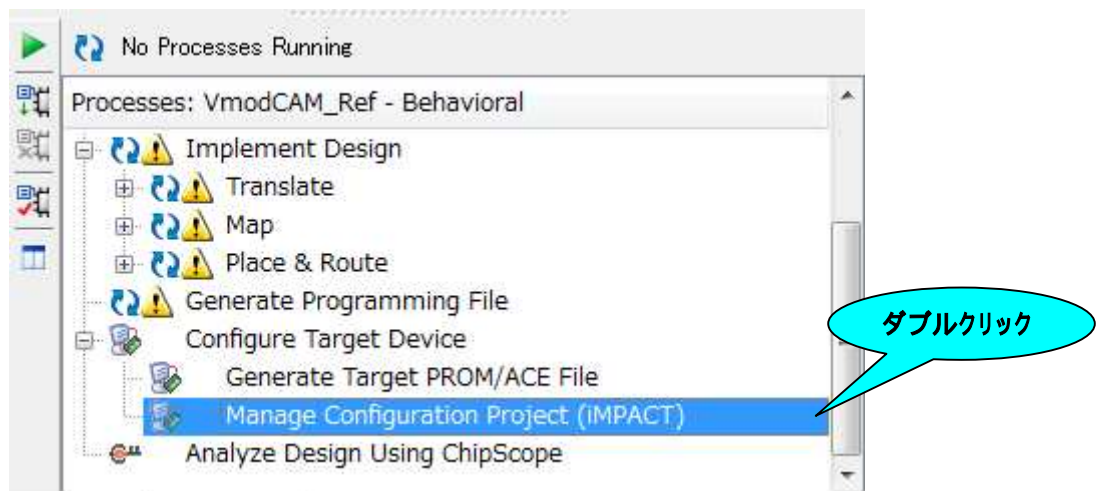 No Processes Running
Processes: VmodCAM_Ref - Behavioral
Implement Design
Translate
Map
Place & Route
Generate Programming File
Configure Target Device
Generate Target PROM/ACE File
Manage Configuration Project (iMPACT)
Analyze Design Using ChipScope
ダブルクリック